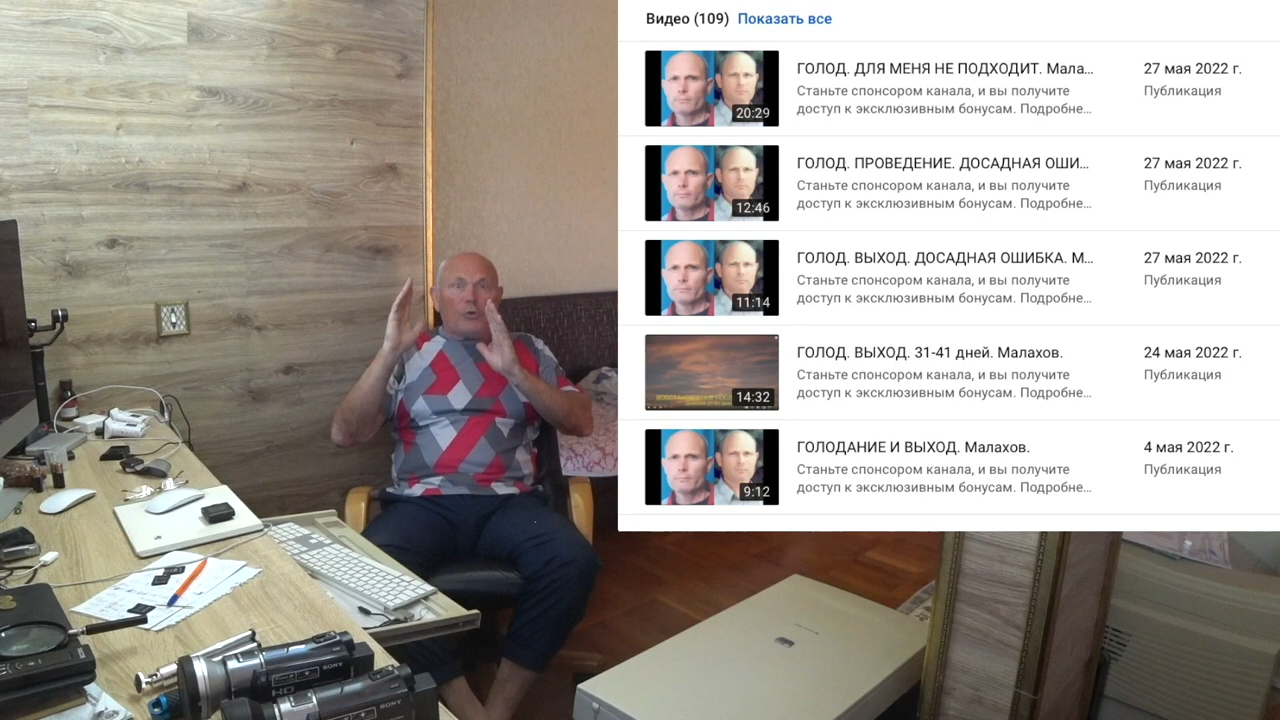 Видео (109) Показать все
20:29
ГОЛОД. ДЛЯ МЕНЯ НЕ ПОДХОДИТ. Мала...
27 мая 2022 г.
Станьте спонсором канала, и вы получите
Публикация
доступ к эксклюзивным бонусам. Подробне...
12:46
ГОЛОД. ПРОВЕДЕНИЕ. ДОСАДНАЯ ОШИ...
27 мая 2022 г.
Станьте спонсором канала, и вы получите
Публикация
доступ к эксклюзивным бонусам. Подробне...
11:14
ГОЛОД. ВЫХОД. ДОСАДНАЯ ОШИБКА. М...
27 мая 2022 г.
Станьте спонсором канала, и вы получите
Публикация
доступ к эксклюзивным бонусам. Подробне...
14:32
ГОЛОД. ВЫХОД. 31-41 дней. Малахов.
24 мая 2022 г.
Станьте спонсором канала, и вы получите
Публикация
доступ к эксклюзивным бонусам. Подробне...
9:12
ГОЛОДАНИЕ И ВЫХОД. Малахов.
4 мая 2022 г.
Станьте спонсором канала, и вы получите
Публикация
доступ к эксклюзивным бонусам. Подробне...
SONY
HD
SONY